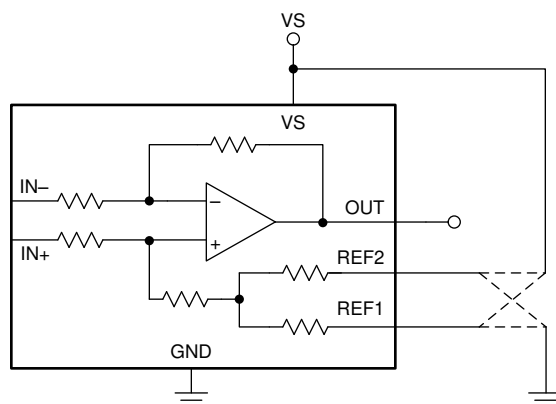 VS
VS
IN–
−
OUT
+
IN+
REF2
REF1
GND